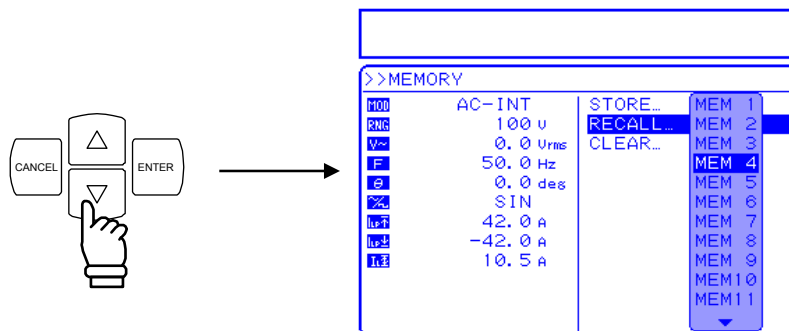 CANCEL
ENTER
>>MEMORY
MOD AC-INT
RNG 100 V
V~ 0.0 Vrms
F 50.0 Hz
θ 0.0 deg
SIN
42.0 A
-42.0 A
10.5 A
STORE…
RECALL…
CLEAR…
MEM 1
MEM 2
MEM 3
MEM 4
MEM 5
MEM 6
MEM 7
MEM 8
MEM 9
MEM10
MEM11